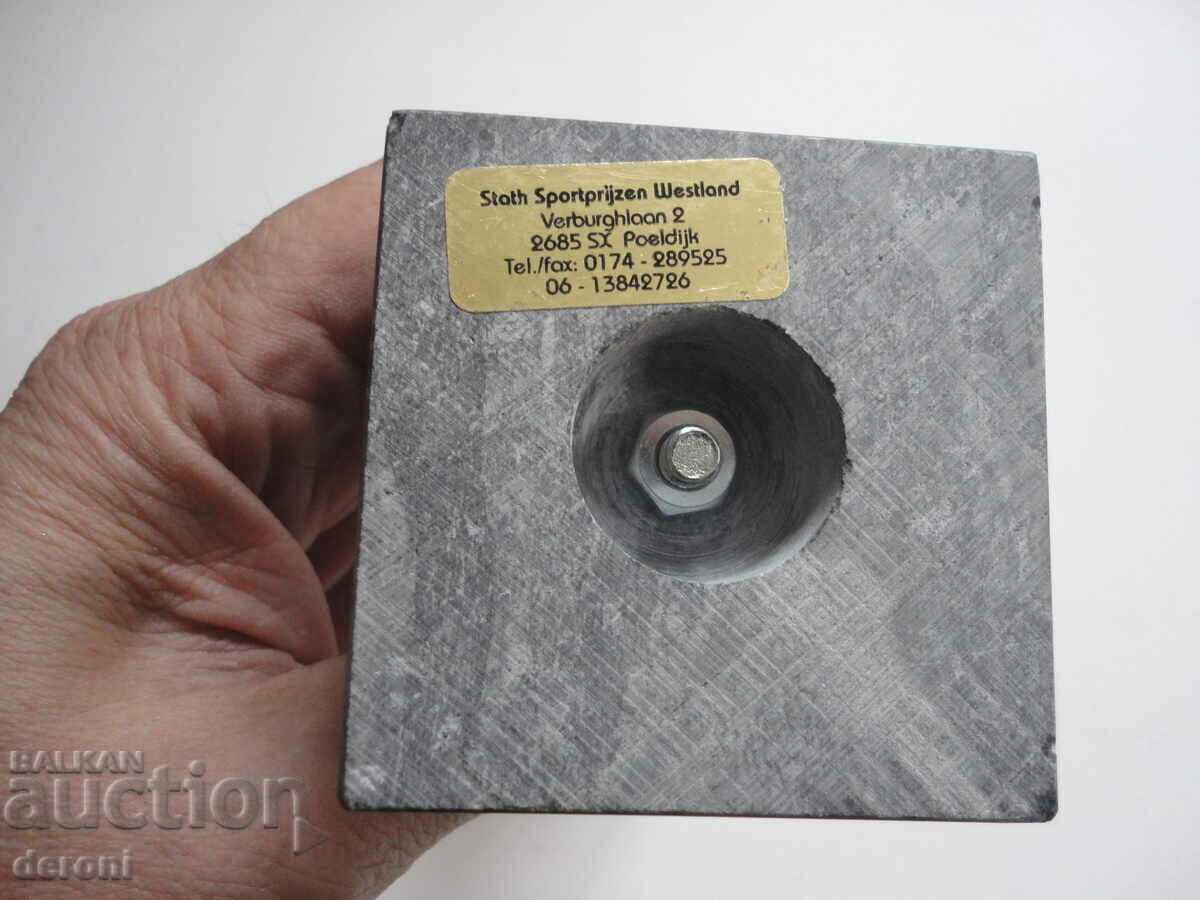 Stath Sportprijzen Westland
Verburghlaan 2
2685 SX Poeldijk
Tel./fax: 0174 - 289525
06 - 13842726
BALKAN
auction
deroni